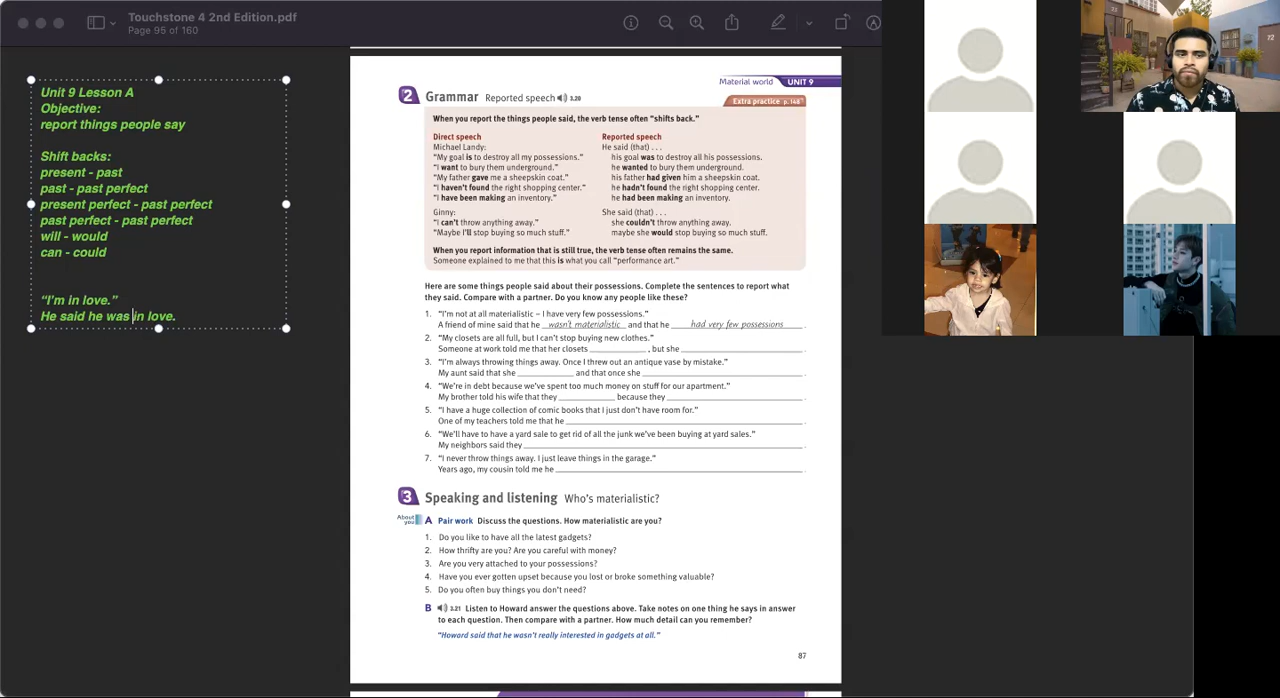 Touchstone 4 2nd Edition.pdf
Page 95 of 160
Unit 9 Lesson A
Objective:
report things people say
Shift backs:
present - past
past - past perfect
present perfect - past perfect
past perfect - past perfect
will - would
can - could
“I'm in love.”
He said he was in love.
Material world UNIT 9
2 Grammar Reported speech 3.20
Extra practice p. 148
When you report the things people said, the verb tense often “shifts back.”
Direct speech Reported speech
Michael Landy: He said (that) . . .
“My goal is to destroy all my possessions.” his goal was to destroy all his possessions.
“I want to bury them underground.” he wanted to bury them underground.
“My father gave me a sheepskin coat.” his father had given him a sheepskin coat.
“I haven't found the right shopping center.” he hadn't found the right shopping center.
“I have been making an inventory.” he had been making an inventory.
Ginny: She said (that) . . .
“I can't throw anything away.” she couldn't throw anything away.
“Maybe I'll stop buying so much stuff.” maybe she would stop buying so much stuff.
When you report information that is still true, the verb tense often remains the same.
Someone explained to me that this is what you call “performance art.”
Here are some things people said about their possessions. Complete the sentences to report what
they said. Compare with a partner. Do you know any people like these?
1. “I'm not at all materialistic – I have very few possessions.”
A friend of mine said that he wasn't materialistic and that he had very few possessions .
2. “My closets are all full, but I can't stop buying new clothes.”
Someone at work told me that her closets ____________ , but she ____________ .
3. “I'm always throwing things away. Once I threw out an antique vase by mistake.”
My aunt said that she ____________ and that once she ____________ .
4. “We're in debt because we've spent too much money on stuff for our apartment.”
My brother told his wife that they ____________ because they ____________ .
5. “I have a huge collection of comic books that I just don't have room for.”
One of my teachers told me that he ____________ .
6. “We'll have to have a yard sale to get rid of all the junk we've been buying at yard sales.”
My neighbors said they ____________ .
7. “I never throw things away. I just leave things in the garage.”
Years ago, my cousin told me he ____________ .
3 Speaking and listening Who's materialistic?
About you A Pair work Discuss the questions. How materialistic are you?
1. Do you like to have all the latest gadgets?
2. How thrifty are you? Are you careful with money?
3. Are you very attached to your possessions?
4. Have you ever gotten upset because you lost or broke something valuable?
5. Do you often buy things you don't need?
B 3.21 Listen to Howard answer the questions above. Take notes on one thing he says in answer
to each question. Then compare with a partner. How much detail can you remember?
“Howard said that he wasn't really interested in gadgets at all.”
87
72